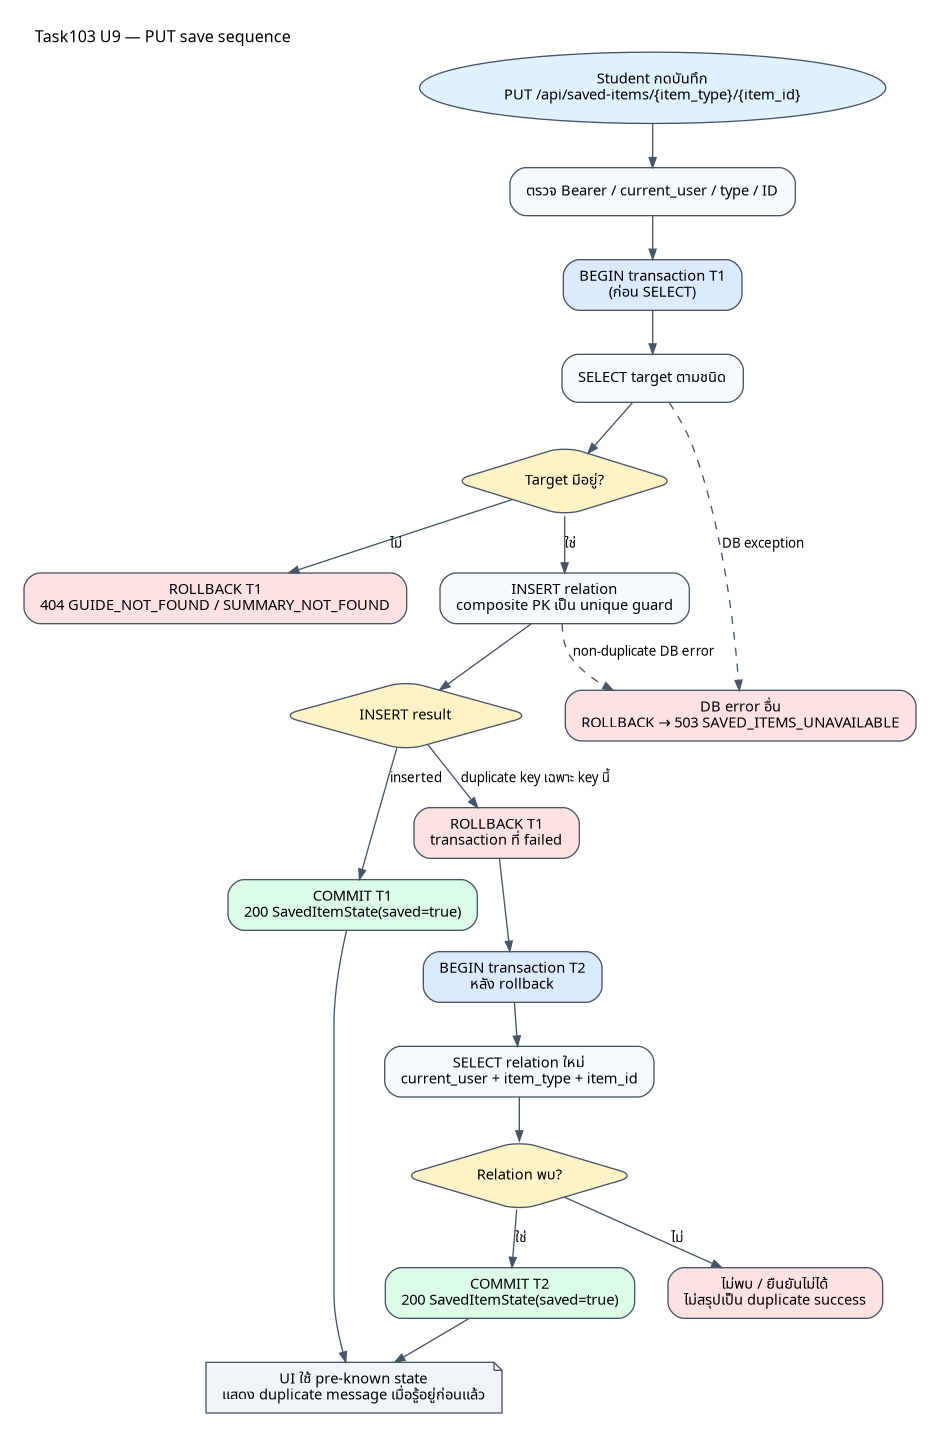 Task103 U9 — PUT save sequence
Student กดบันทึก
PUT /api/saved-items/{item_type}/{item_id}
ตรวจ Bearer / current_user / type / ID
BEGIN transaction T1
(ก่อน SELECT)
SELECT target ตามชนิด
Target มีอยู่?
ไม่
ใช่
DB exception
ROLLBACK T1
404 GUIDE_NOT_FOUND / SUMMARY_NOT_FOUND
INSERT relation
composite PK เป็น unique guard
non-duplicate DB error
INSERT result
DB error อื่น
ROLLBACK → 503 SAVED_ITEMS_UNAVAILABLE
inserted
duplicate key เฉพาะ key นี้
ROLLBACK T1
transaction ที่ failed
COMMIT T1
200 SavedItemState(saved=true)
BEGIN transaction T2
หลัง rollback
SELECT relation ใหม่
current_user + item_type + item_id
Relation พบ?
ใช่
ไม่
COMMIT T2
200 SavedItemState(saved=true)
ไม่พบ / ยืนยันไม่ได้
ไม่สรุปเป็น duplicate success
UI ใช้ pre-known state
แสดง duplicate message เมื่อรู้อยู่ก่อนแล้ว